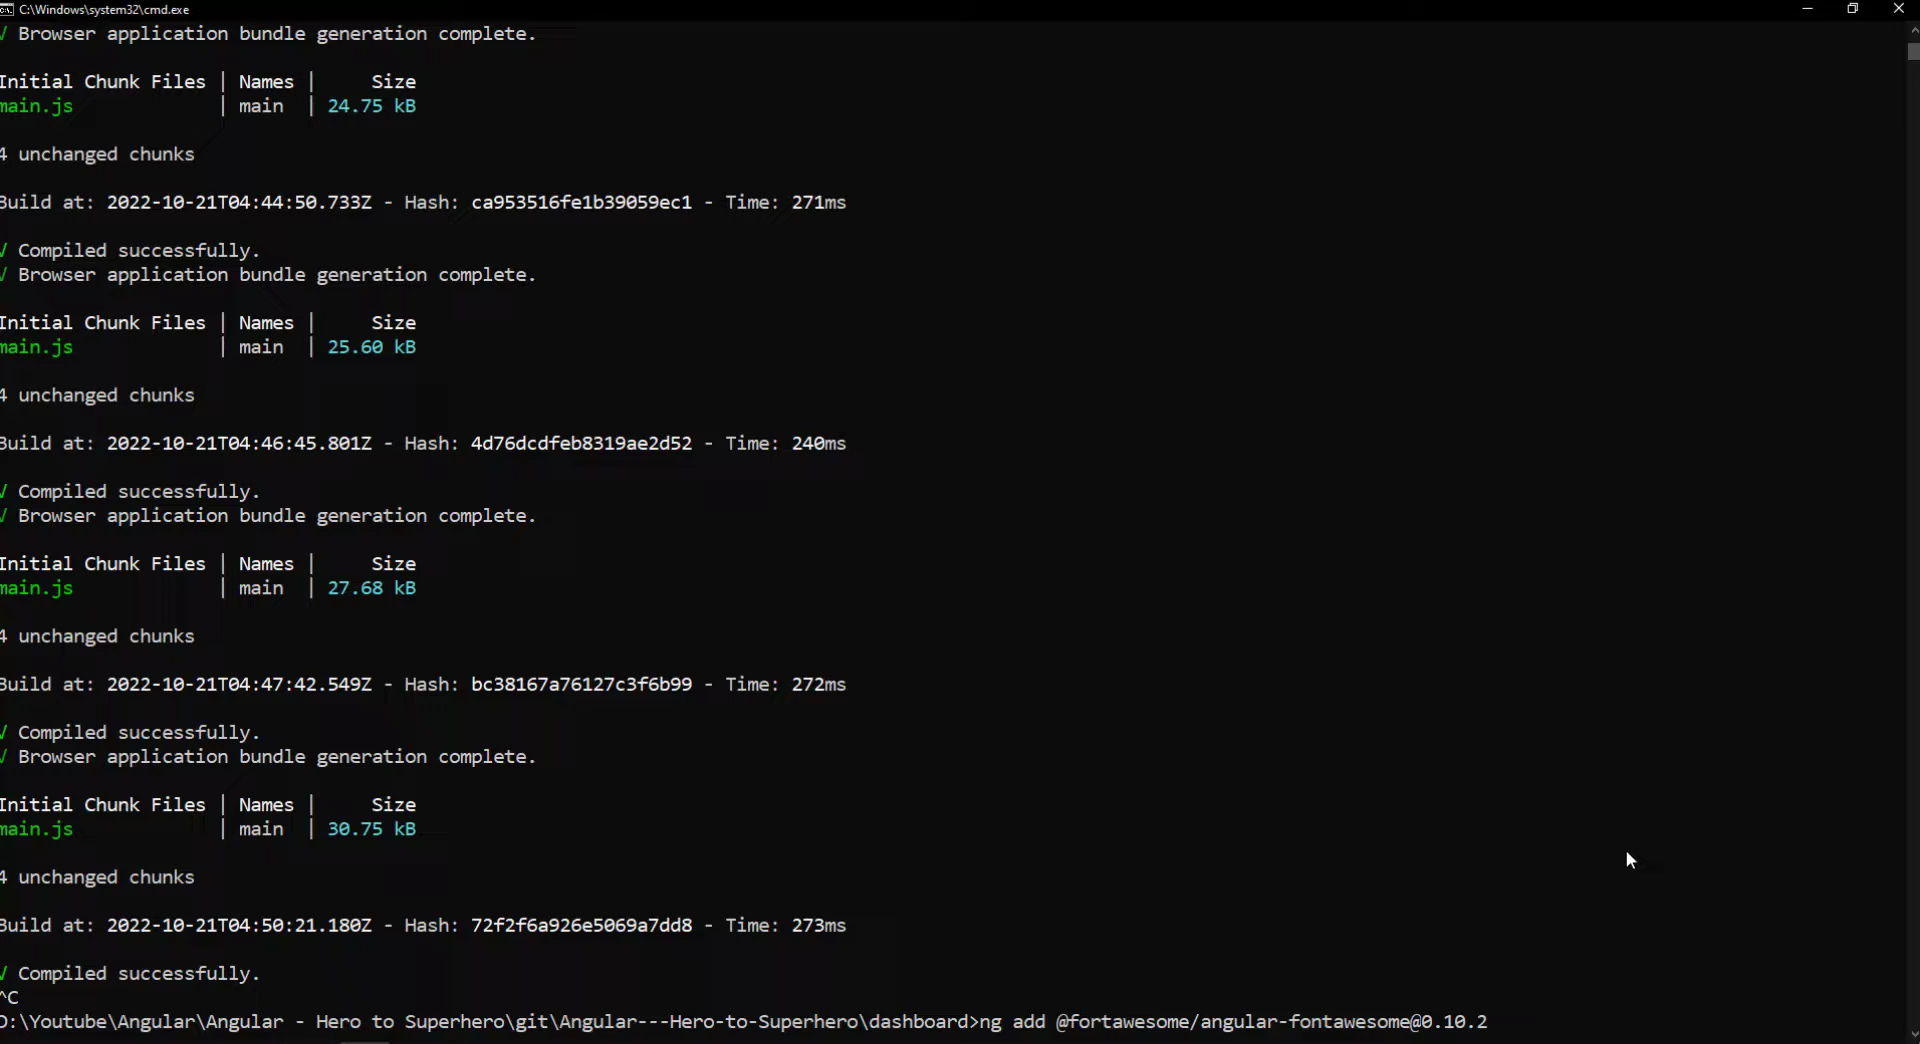 C:\Windows\system32\cmd.exe
√ Browser application bundle generation complete.
Initial Chunk Files | Names |     Size
main.js             | main  | 24.75 kB
4 unchanged chunks
Build at: 2022-10-21T04:44:50.733Z - Hash: ca953516fe1b39059ec1 - Time: 271ms
√ Compiled successfully.
√ Browser application bundle generation complete.
Initial Chunk Files | Names |     Size
main.js             | main  | 25.60 kB
4 unchanged chunks
Build at: 2022-10-21T04:46:45.801Z - Hash: 4d76dcdfeb8319ae2d52 - Time: 240ms
√ Compiled successfully.
√ Browser application bundle generation complete.
Initial Chunk Files | Names |     Size
main.js             | main  | 27.68 kB
4 unchanged chunks
Build at: 2022-10-21T04:47:42.549Z - Hash: bc38167a76127c3f6b99 - Time: 272ms
√ Compiled successfully.
√ Browser application bundle generation complete.
Initial Chunk Files | Names |     Size
main.js             | main  | 30.75 kB
4 unchanged chunks
Build at: 2022-10-21T04:50:21.180Z - Hash: 72f2f6a926e5069a7dd8 - Time: 273ms
√ Compiled successfully.
^C
D:\Youtube\Angular\Angular - Hero to Superhero\git\Angular---Hero-to-Superhero\dashboard>ng add @fortawesome/angular-fontawesome@0.10.2